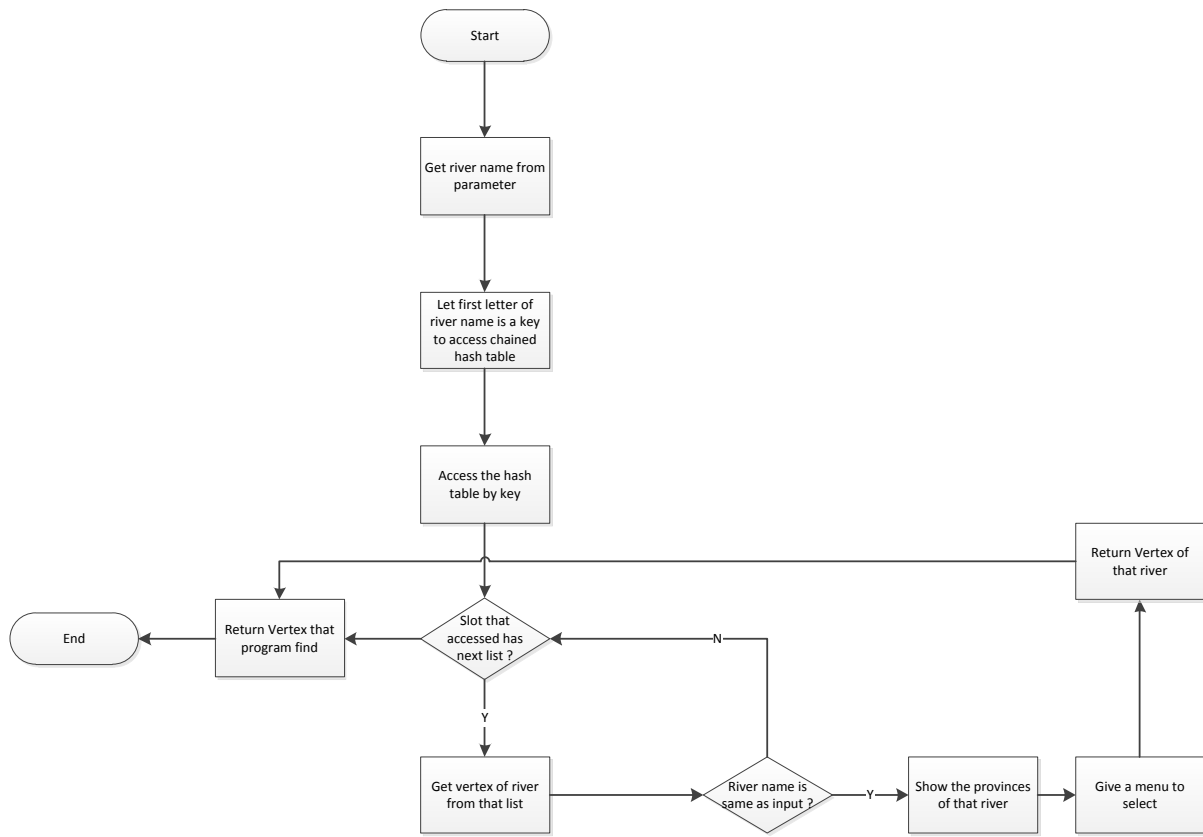 Start
Get river name from
parameter
Let first letter of
river name is a key
to access chained
hash table
Access the hash
table by key
Return Vertex of
that river
End
Return Vertex that
program find
Slot that
accessed has
next list ?
N
Y
Get vertex of river
from that list
River name is
same as input ?
Y
Show the provinces
of that river
Give a menu to
select